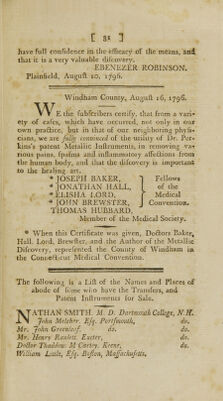 [ 31 ]
have full confidence in the efficacy of the means, and
that it is a very valuable discovery.
EBENEZER ROBINSON.
Plainfield, August 10, 1796.
Windham County, August 16, 1796.
WE the subscribers certify, that from a vari-
ety of cases, which have occurred, not only in our
own practice, but in that of our neighboring physi-
cians, we are fully convinced of the utility of Dr. Per-
kins's patent Metallic Instruments, in removing va-
rious pains, spasms and inflammatory affections from
the human body, and that the discovery is important
to the healing art.
* JOSEPH BAKER,
* JONATHAN HALL,
* ELISHA LORD,
* JOHN BREWSTER,
Fellows
of the
Medical
Convention.
THOMAS HUBBARD,
Member of the Medical Society.
* When this Certificate was given, Doctors Baker,
Hall, Lord, Brewster, and the Author of the Metallic
Discovery, represented the County of Windham in
the Connecticut Medical Convention.
The following is a List of the Names and Places of
abode of some who have the Transfers, and
Patent Instruments for Sale.
NATHAN SMITH, M. D. Dartmouth College, N.H.
John Melcher, Esq. Portsmouth, do.
Mr. John Greenleaf, do. do.
Mr. Henry Ranlett Exeter, do.
Doctor Thaddeus M'Carty, Keene, do.
William Little, Esq. Boston, Massachusetts,